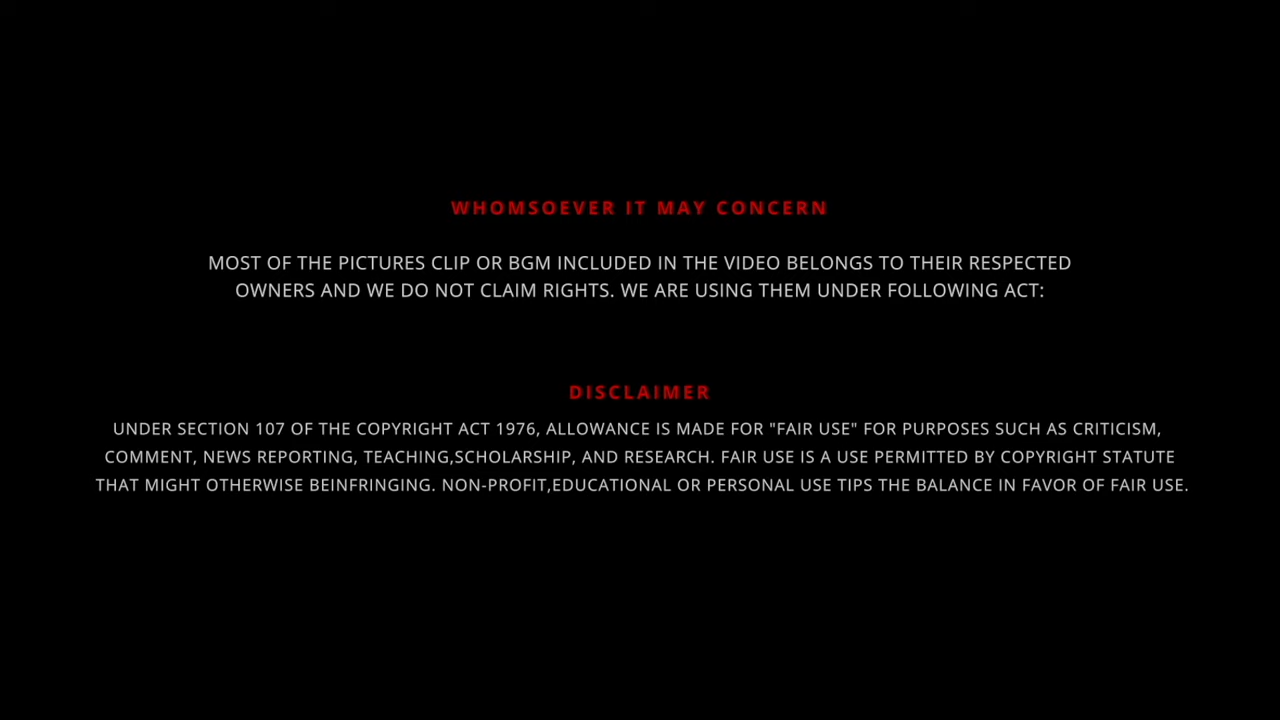 WHOMSOEVER IT MAY CONCERN
MOST OF THE PICTURES CLIP OR BGM INCLUDED IN THE VIDEO BELONGS TO THEIR RESPECTED
OWNERS AND WE DO NOT CLAIM RIGHTS. WE ARE USING THEM UNDER FOLLOWING ACT:
DISCLAIMER
UNDER SECTION 107 OF THE COPYRIGHT ACT 1976, ALLOWANCE IS MADE FOR "FAIR USE" FOR PURPOSES SUCH AS CRITICISM,
COMMENT, NEWS REPORTING, TEACHING,SCHOLARSHIP, AND RESEARCH. FAIR USE IS A USE PERMITTED BY COPYRIGHT STATUTE
THAT MIGHT OTHERWISE BEINFRINGING. NON-PROFIT,EDUCATIONAL OR PERSONAL USE TIPS THE BALANCE IN FAVOR OF FAIR USE.